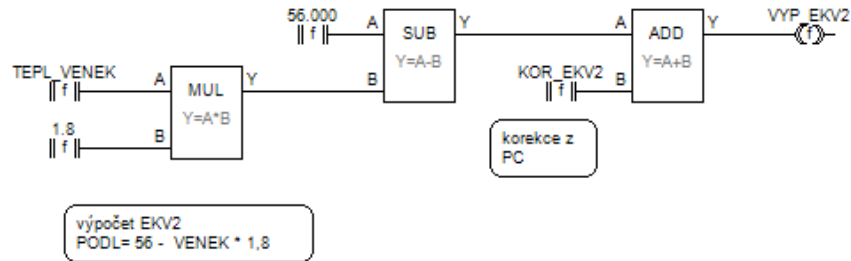 56.000
f
A
B
SUB
Y=A-B
Y
A
B
ADD
Y=A+B
Y
VYP_EKV2
f
KOR_EKV2
f
TEPL_VENEK
f
1.8
f
A
B
MUL
Y=A*B
Y
korekce z
PC
výpočet EKV2
PODL= 56 - VENEK * 1,8